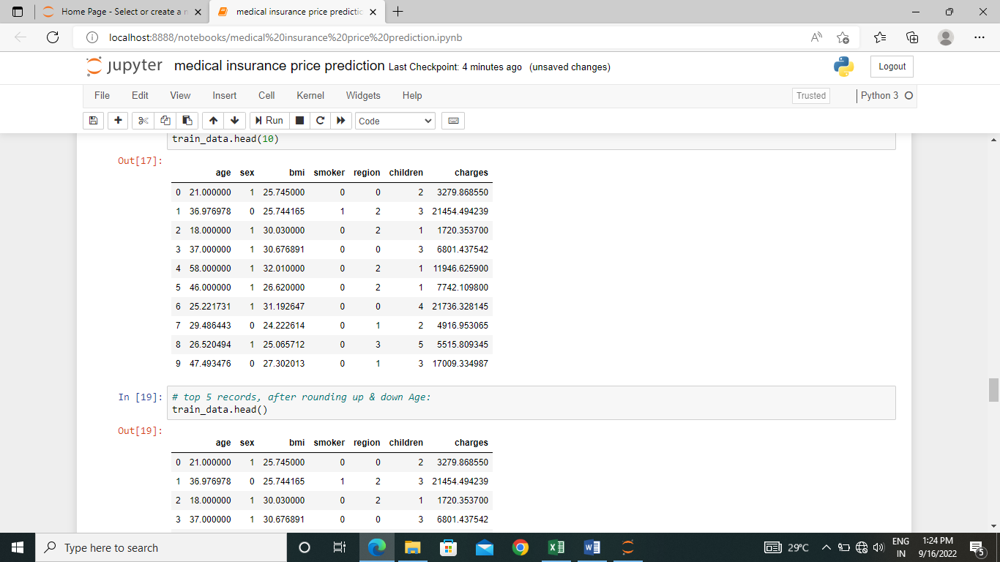 Home Page - Select or create a n
medical insurance price predictic
localhost:8888/notebooks/medical%20insurance%20price%20prediction.ipynb
jupyter medical insurance price prediction Last Checkpoint: 4 minutes ago (unsaved changes)
Logout
File Edit View Insert Cell Kernel Widgets Help
Trusted
Python 3
Run
Code
train_data.head(10)
Out[17]:
age sex bmi smoker region children charges
0 21.000000 1 25.745000 0 0 2 3279.868550
1 36.976978 0 25.744165 1 2 3 21454.494239
2 18.000000 1 30.030000 0 2 1 1720.353700
3 37.000000 1 30.676891 0 0 3 6801.437542
4 58.000000 1 32.010000 0 2 1 11946.625900
5 46.000000 1 26.620000 0 2 1 7742.109800
6 25.221731 1 31.192647 0 0 4 21736.328145
7 29.486443 0 24.222614 0 1 2 4916.953065
8 26.520494 1 25.065712 0 3 5 5515.809345
9 47.493476 0 27.302013 0 1 3 17009.334987
In [19]: # top 5 records, after rounding up & down Age:
train_data.head()
Out[19]:
age sex bmi smoker region children charges
0 21.000000 1 25.745000 0 0 2 3279.868550
1 36.976978 0 25.744165 1 2 3 21454.494239
2 18.000000 1 30.030000 0 2 1 1720.353700
3 37.000000 1 30.676891 0 0 3 6801.437542
Type here to search
29°C
ENG
IN
1:24 PM
9/16/2022
5